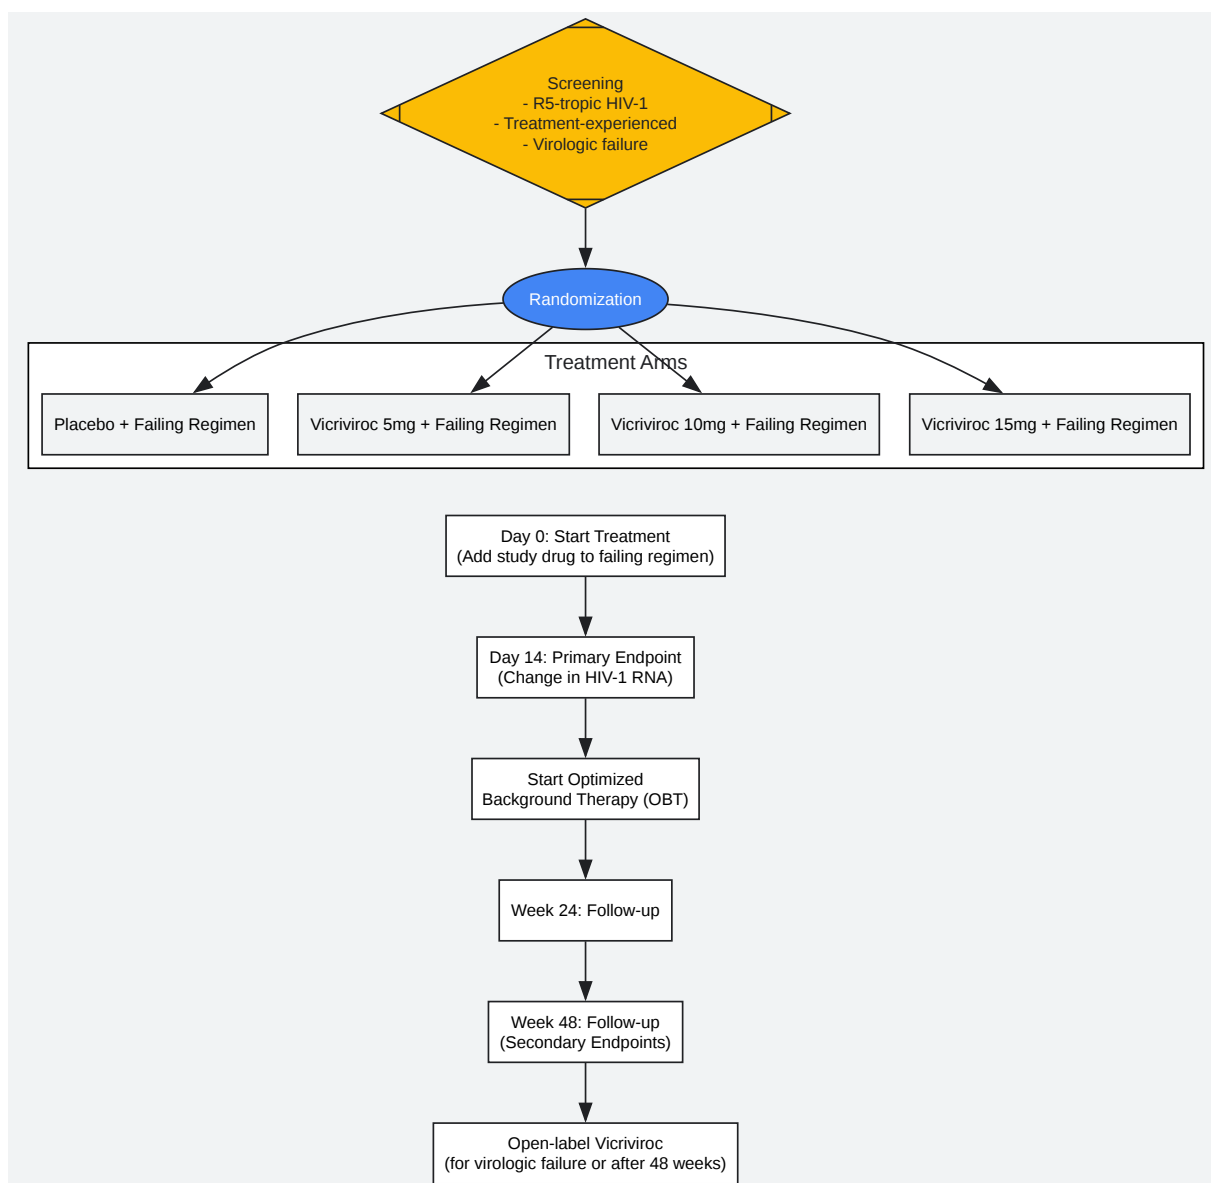 Screening
- R5-tropic HIV-1
- Treatment-experienced
- Virologic failure
Randomization
Treatment Arms
Placebo + Failing Regimen
Vicriviroc 5mg + Failing Regimen
Vicriviroc 10mg + Failing Regimen
Vicriviroc 15mg + Failing Regimen
Day 0: Start Treatment
(Add study drug to failing regimen)
Day 14: Primary Endpoint
(Change in HIV-1 RNA)
Start Optimized
Background Therapy (OBT)
Week 24: Follow-up
Week 48: Follow-up
(Secondary Endpoints)
Open-label Vicriviroc
(for virologic failure or after 48 weeks)